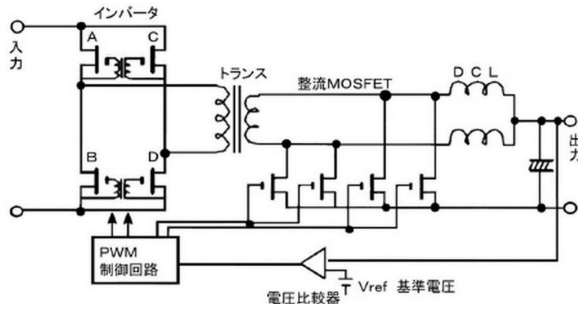 インバータ
A
C
入力
トランス
整流MOSFET
D C L
B
D
出力
PWM
制御回路
電圧比較器
Vref 基準電圧